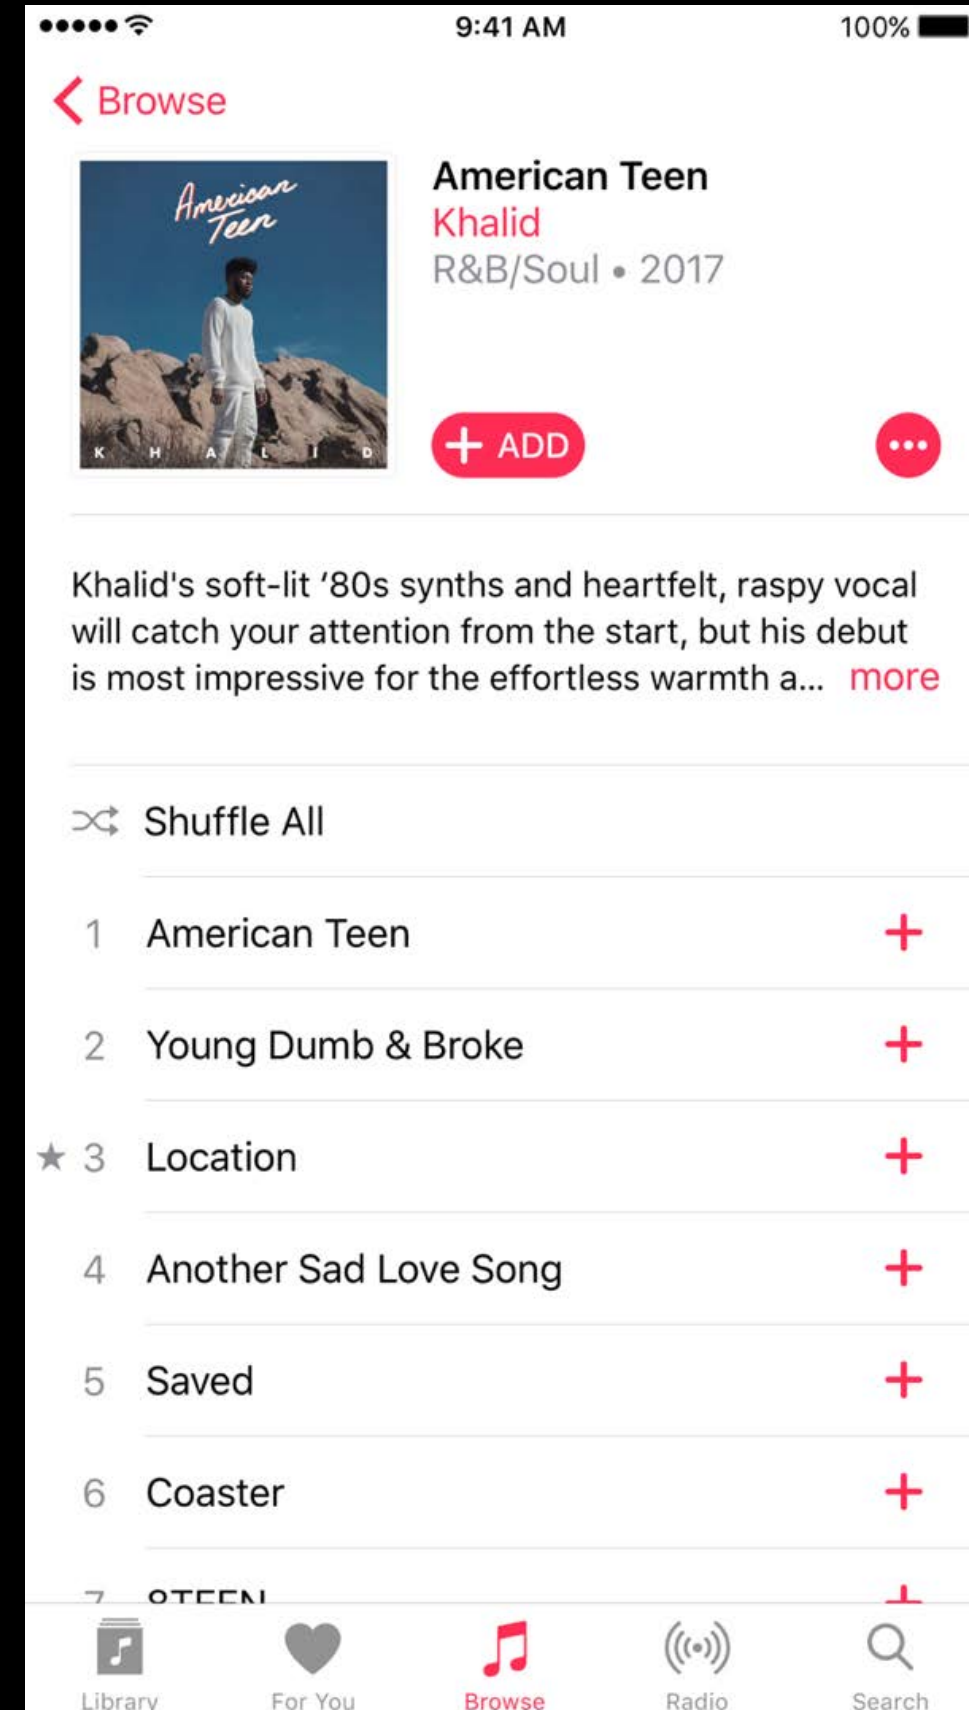 9:41 AM
100%
Browse
American
Teen
KHALID
American Teen
Khalid
R&B/Soul • 2017
+ ADD
Khalid's soft-lit ‘80s synths and heartfelt, raspy vocal
will catch your attention from the start, but his debut
is most impressive for the effortless warmth a... more
Shuffle All
1 American Teen
2 Young Dumb & Broke
★ 3 Location
4 Another Sad Love Song
5 Saved
6 Coaster
7 8TEEN
Library For You Browse Radio Search